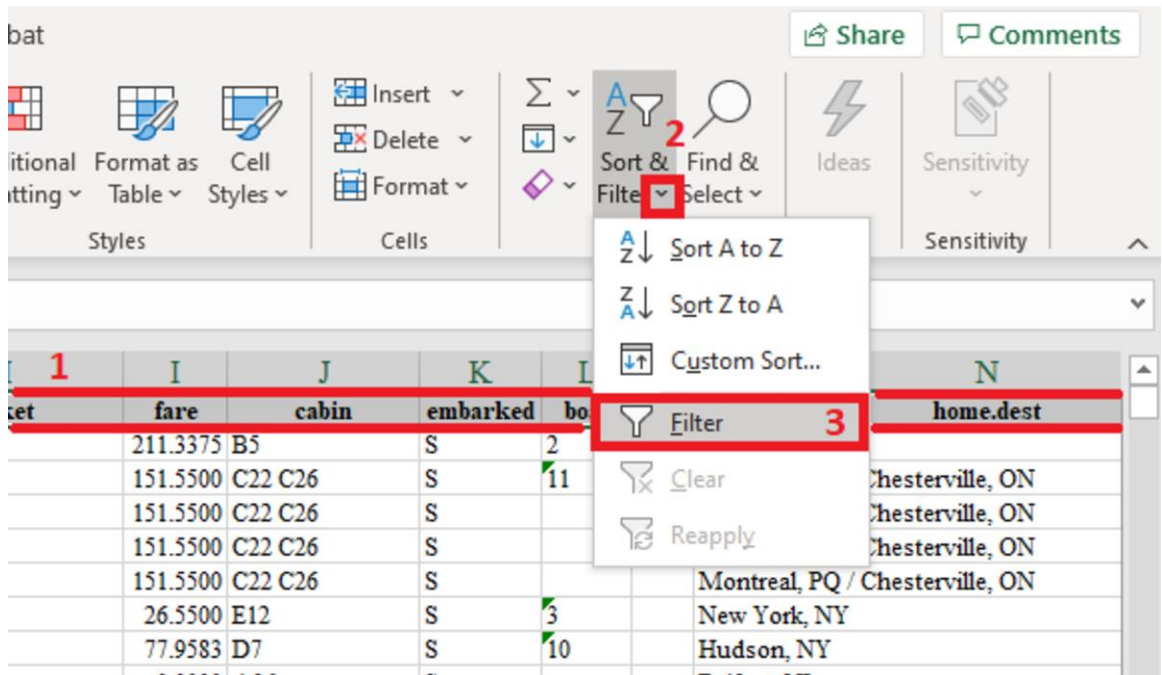 bat Share Comments
Insert
Delete
Format
itional Format as Cell
tting Table Styles
Sort & 2 Find &
Filter Select
Ideas Sensitivity
Styles Cells Sensitivity
Sort A to Z
Sort Z to A
Custom Sort...
Filter 3
Clear
Reapply
1 I J K L N
ket fare cabin embarked bo home.dest
211.3375 B5 S 2
151.5500 C22 C26 S 11 Chesterville, ON
151.5500 C22 C26 S Chesterville, ON
151.5500 C22 C26 S Chesterville, ON
151.5500 C22 C26 S Montreal, PQ / Chesterville, ON
26.5500 E12 S 3 New York, NY
77.9583 D7 S 10 Hudson, NY